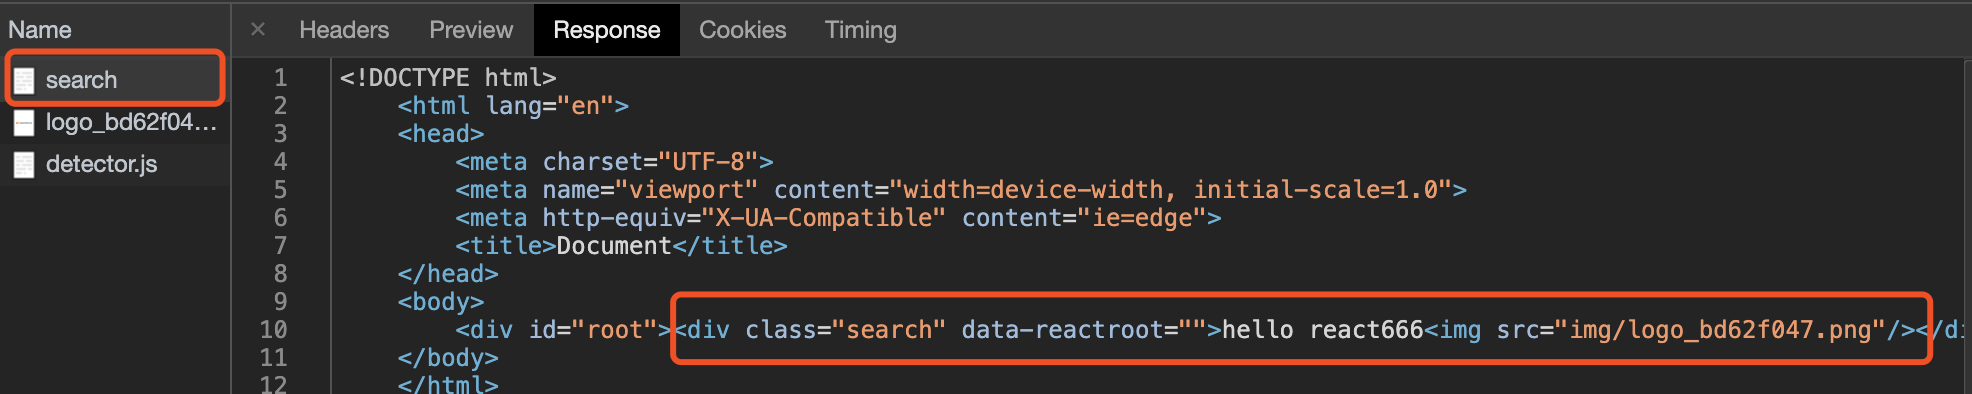 Name
search
logo_bd62f04...
detector.js
× Headers Preview Response Cookies Timing
1 <!DOCTYPE html>
2 <html lang="en">
3 <head>
4 <meta charset="UTF-8">
5 <meta name="viewport" content="width=device-width, initial-scale=1.0">
6 <meta http-equiv="X-UA-Compatible" content="ie=edge">
7 <title>Document</title>
8 </head>
9 <body>
10 <div id="root"><div class="search" data-reactroot="">hello react666<img src="img/logo_bd62f047.png"/></di
11 </body>
12 </html>